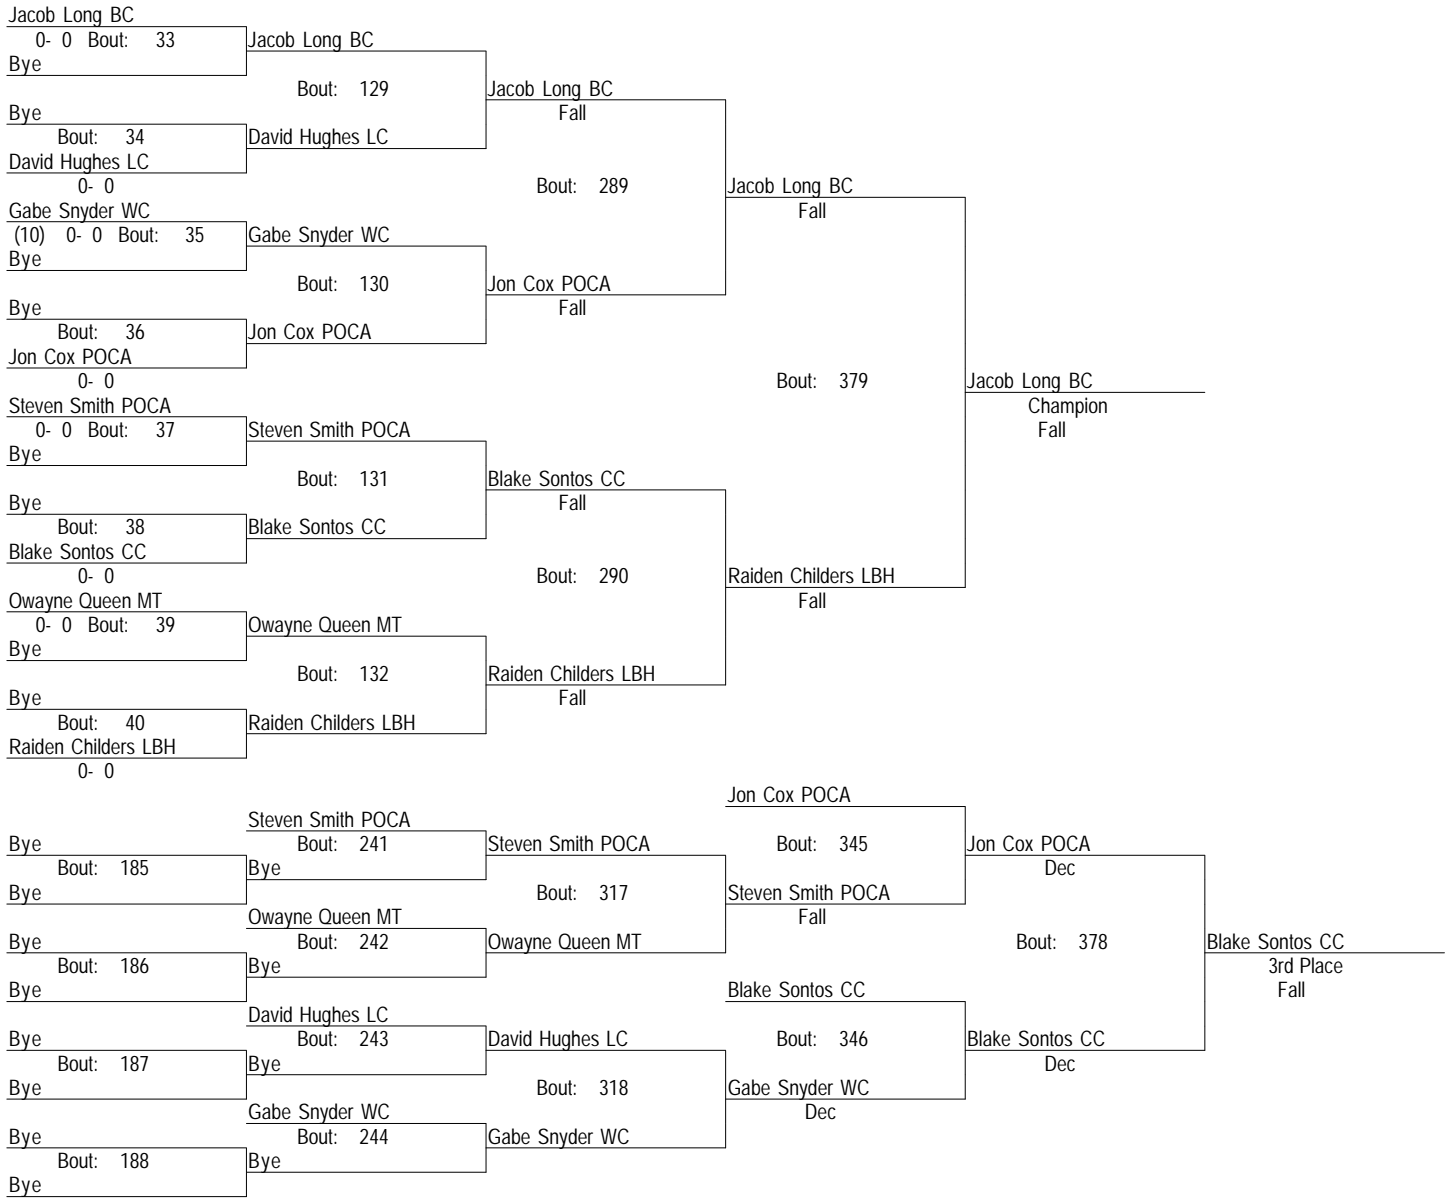 Jacob Long BC
0- 0 Bout: 33 Jacob Long BC
Bye
Bout: 129 Jacob Long BC
Bye Fall
Bout: 34 David Hughes LC
David Hughes LC
0- 0 Bout: 289 Jacob Long BC
Gabe Snyder WC Fall
(10) 0- 0 Bout: 35 Gabe Snyder WC
Bye
Bout: 130 Jon Cox POCA
Bye Fall
Bout: 36 Jon Cox POCA
Jon Cox POCA
0- 0 Bout: 379 Jacob Long BC
Steven Smith POCA Champion
0- 0 Bout: 37 Steven Smith POCA Fall
Bye
Bout: 131 Blake Sontos CC
Bye Fall
Bout: 38 Blake Sontos CC
Blake Sontos CC
0- 0 Bout: 290 Raiden Childers LBH
Owayne Queen MT Fall
0- 0 Bout: 39 Owayne Queen MT
Bye
Bout: 132 Raiden Childers LBH
Bye Fall
Bout: 40 Raiden Childers LBH
Raiden Childers LBH
0- 0
Jon Cox POCA
Steven Smith POCA
Bye Bout: 241 Steven Smith POCA Bout: 345 Jon Cox POCA
Bout: 185 Bye Dec
Bye Bout: 317 Steven Smith POCA
Owayne Queen MT Fall
Bye Bout: 242 Owayne Queen MT Bout: 378 Blake Sontos CC
Bout: 186 Bye 3rd Place
Bye Blake Sontos CC Fall
David Hughes LC
Bye Bout: 243 David Hughes LC Bout: 346 Blake Sontos CC
Bout: 187 Bye Dec
Bye Bout: 318 Gabe Snyder WC
Gabe Snyder WC Dec
Bye Bout: 244 Gabe Snyder WC
Bout: 188 Bye
Bye